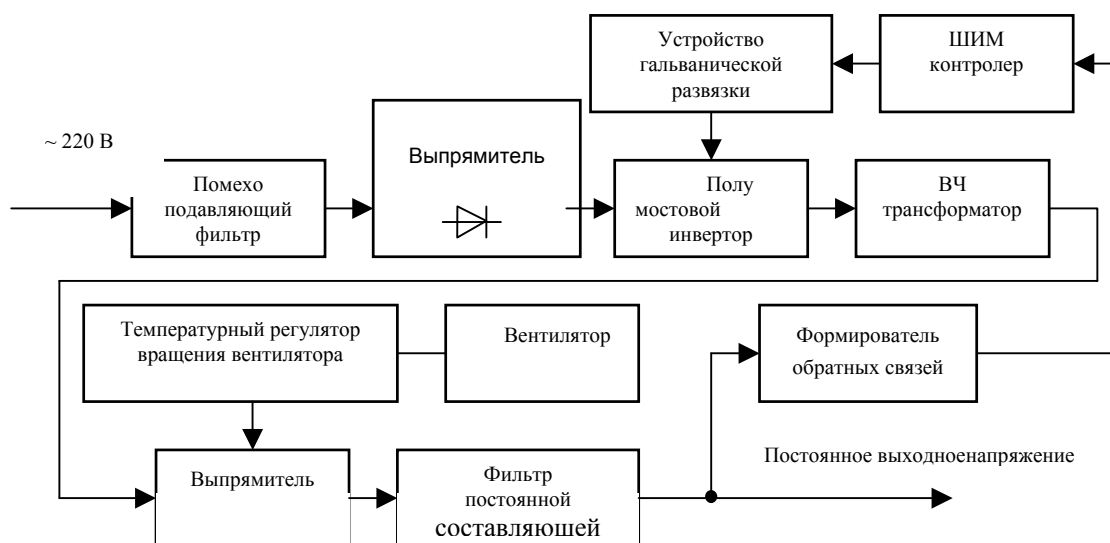 Устройство
гальванической
развязки
ШИМ
контролер
~ 220 В
Помехо
подавляющий
фильтр
Выпрямитель
Полу
мостовой
инвертор
ВЧ
трансформатор
Температурный регулятор
вращения вентилятора
Вентилятор
Формирователь
обратных связей
Выпрямитель
Фильтр
постоянной
составляюшей
Постоянное выходноенапряжение